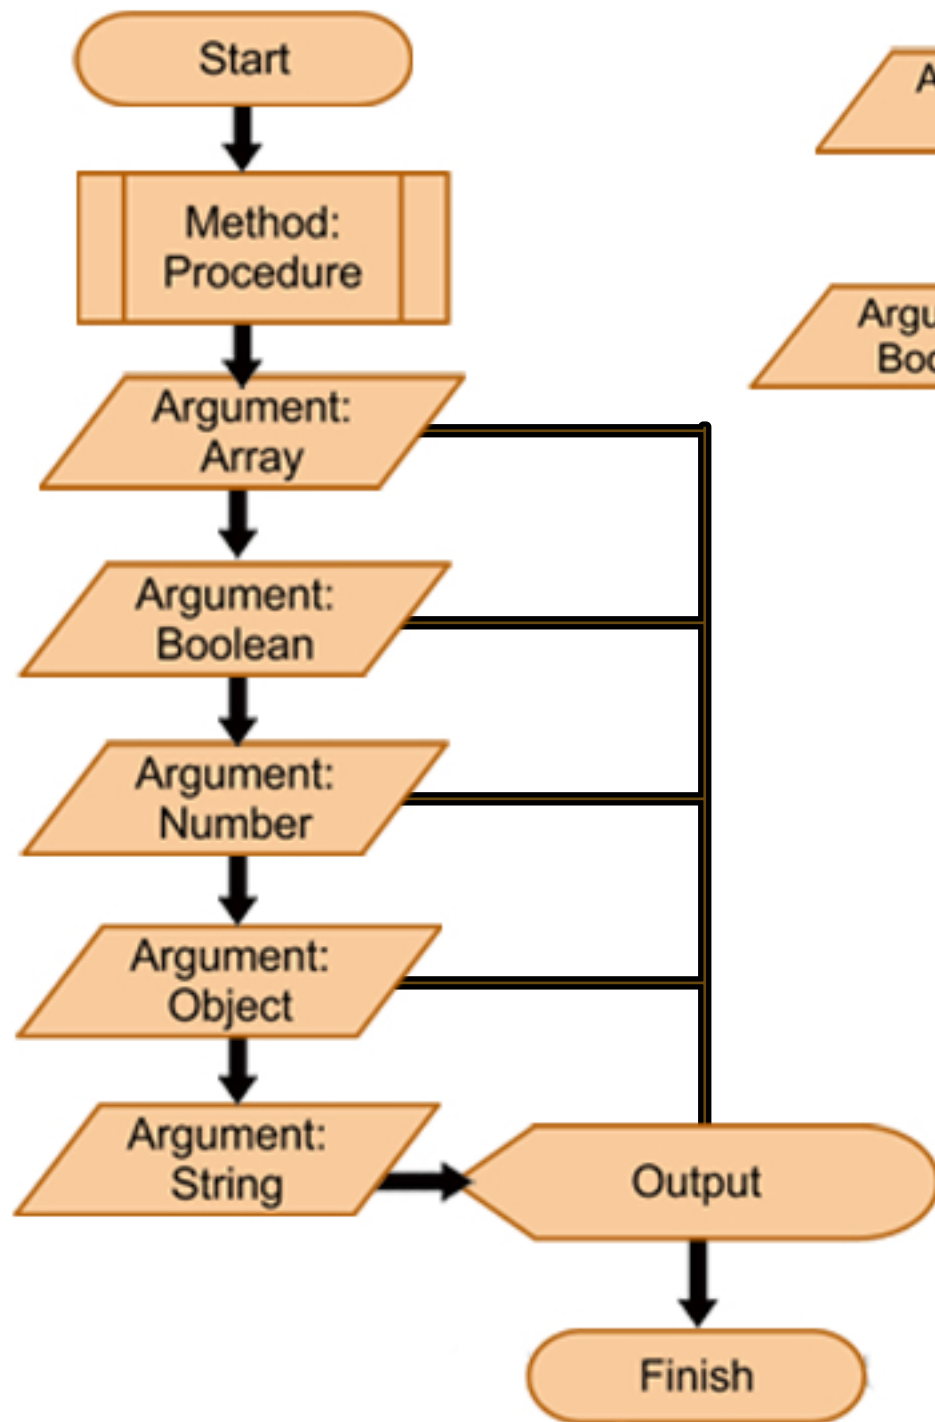 Start
Method:
Procedure
Argument:
Array
Argument:
Boolean
Argument:
Number
Argument:
Object
Argument:
String
Output
Finish